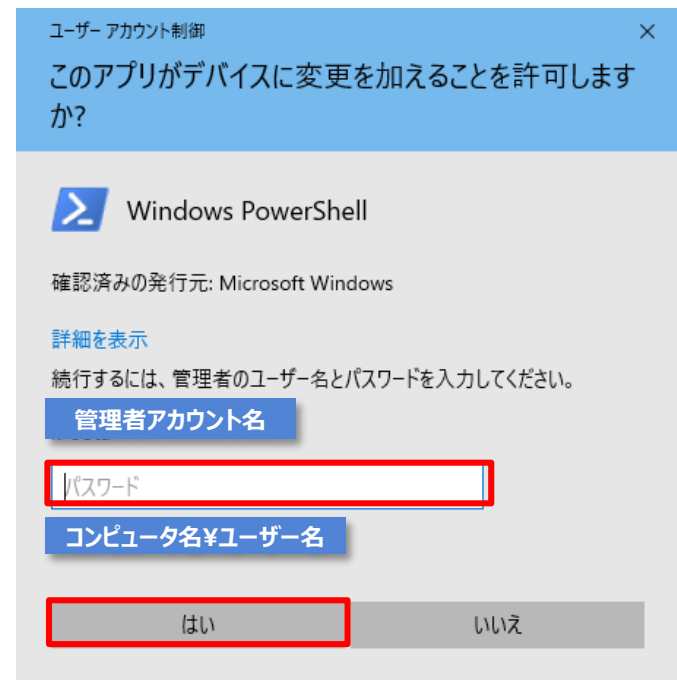 ユーザー アカウント制御
このアプリがデバイスに変更を加えることを許可します
か?
Windows PowerShell
確認済みの発行元: Microsoft Windows
詳細を表示
続行するには、管理者のユーザー名とパスワードを入力してください。
管理者アカウント名
パスワード
コンピュータ名¥ユーザー名
はい
いいえ